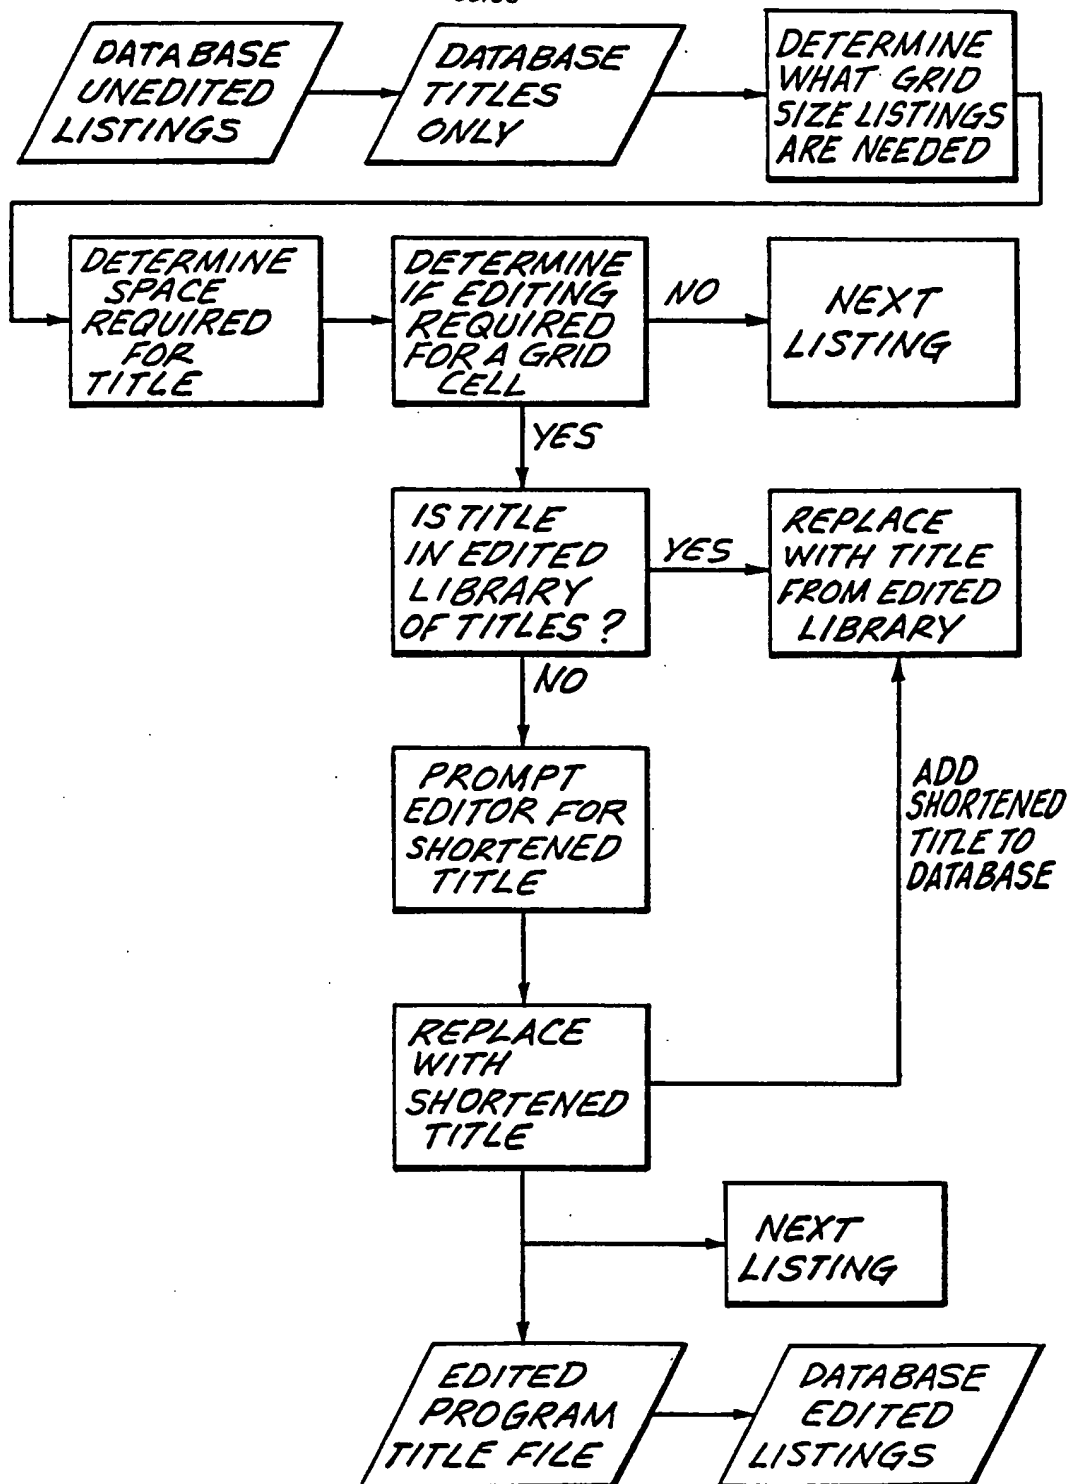 DATABASE
UNEDITED
LISTINGS
DATABASE
TITLES
ONLY
DETERMINE
WHAT GRID
SIZE LISTINGS
ARE NEEDED
DETERMINE
SPACE
REQUIRED
FOR
TITLE
DETERMINE
IF EDITING
REQUIRED
FOR A GRID
CELL
NO
NEXT
LISTING
YES
IS TITLE
IN EDITED
LIBRARY
OF TITLES?
YES
REPLACE
WITH TITLE
FROM EDITED
LIBRARY
NO
PROMPT
EDITOR FOR
SHORTENED
TITLE
ADD
SHORTENED
TITLE TO
DATABASE
REPLACE
WITH
SHORTENED
TITLE
NEXT
LISTING
EDITED
PROGRAM
TITLE FILE
DATABASE
EDITED
LISTINGS